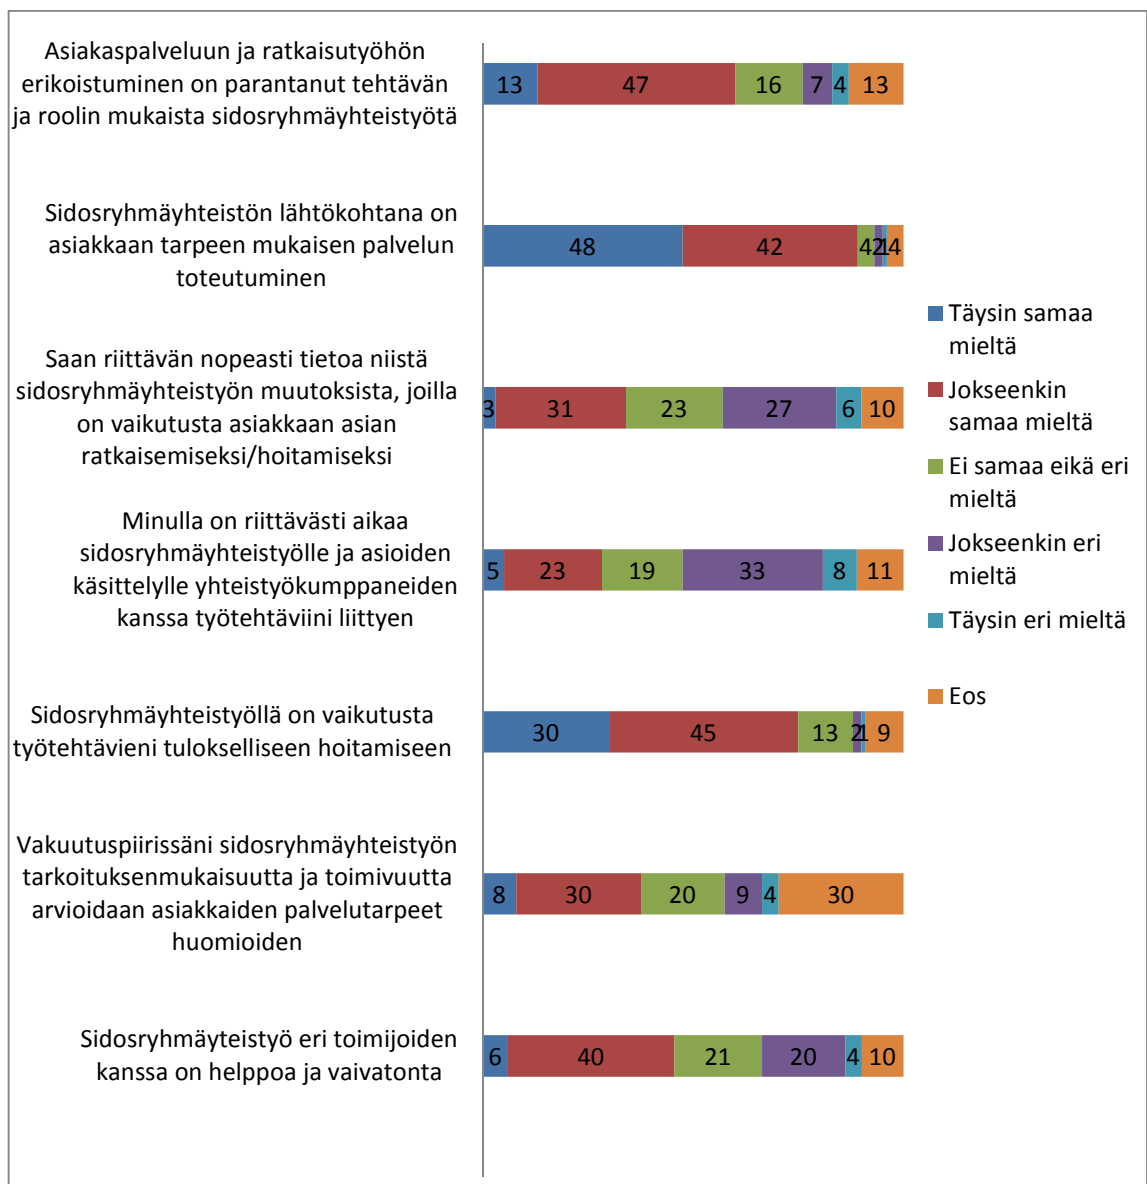 Asiakaspalveluun ja ratkaisutyöhön
erikoistuminen on parantanut tehtävän
ja roolin mukaista sidosryhmäyhteistyötä
13 47 16 7 4 13
Sidosryhmäyhteistön lähtökohtana on
asiakkaan tarpeen mukaisen palvelun
toteutuminen
48 42 4 2 1 4
Saan riittävän nopeasti tietoa niistä
sidosryhmäyhteistyön muutoksista, joilla
on vaikutusta asiakkaan asian
ratkaisemiseksi/hoitamiseksi
3 31 23 27 6 10
Minulla on riittävästi aikaa
sidosryhmäyhteistyölle ja asioiden
käsittelylle yhteistyökumppaneiden
kanssa työtehtäviini liittyen
5 23 19 33 8 11
Sidosryhmäyhteistyöllä on vaikutusta
työtehtävieni tulokselliseen hoitamiseen
30 45 13 2 1 9
Vakuutuspiirissäni sidosryhmäyhteistyön
tarkoituksenmukaisuutta ja toimivuutta
arvioidaan asiakkaiden palvelutarpeet
huomioiden
8 30 20 9 4 30
Sidosryhmäyteistyö eri toimijoiden
kanssa on helppoa ja vaivatonta
6 40 21 20 4 10
Täysin samaa
mieltä
Jokseenkin
samaa mieltä
Ei samaa eikä eri
mieltä
Jokseenkin eri
mieltä
Täysin eri mieltä
Eos